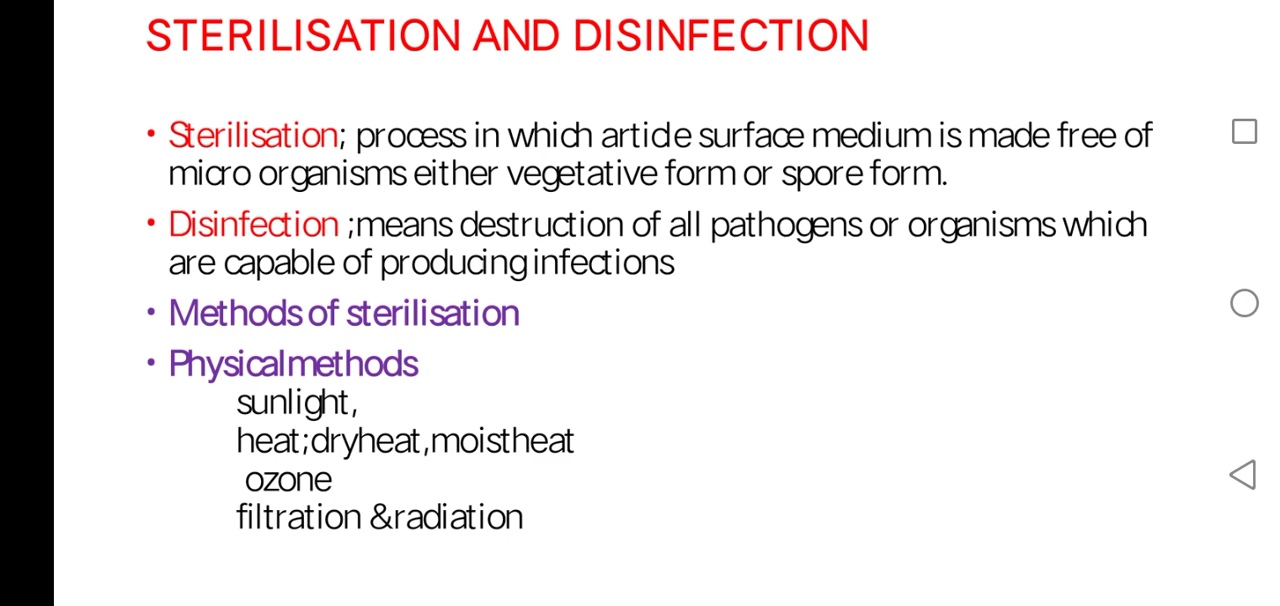 STERILISATION AND DISINFECTION
• Sterilisation; process in which article surface medium is made free of
micro organisms either vegetative form or spore form.
• Disinfection ;means destruction of all pathogens or organisms which
are capable of producing infections
• Methods of sterilisation
• Physical methods
sunlight,
heat;dryheat,moistheat
ozone
filtration &radiation